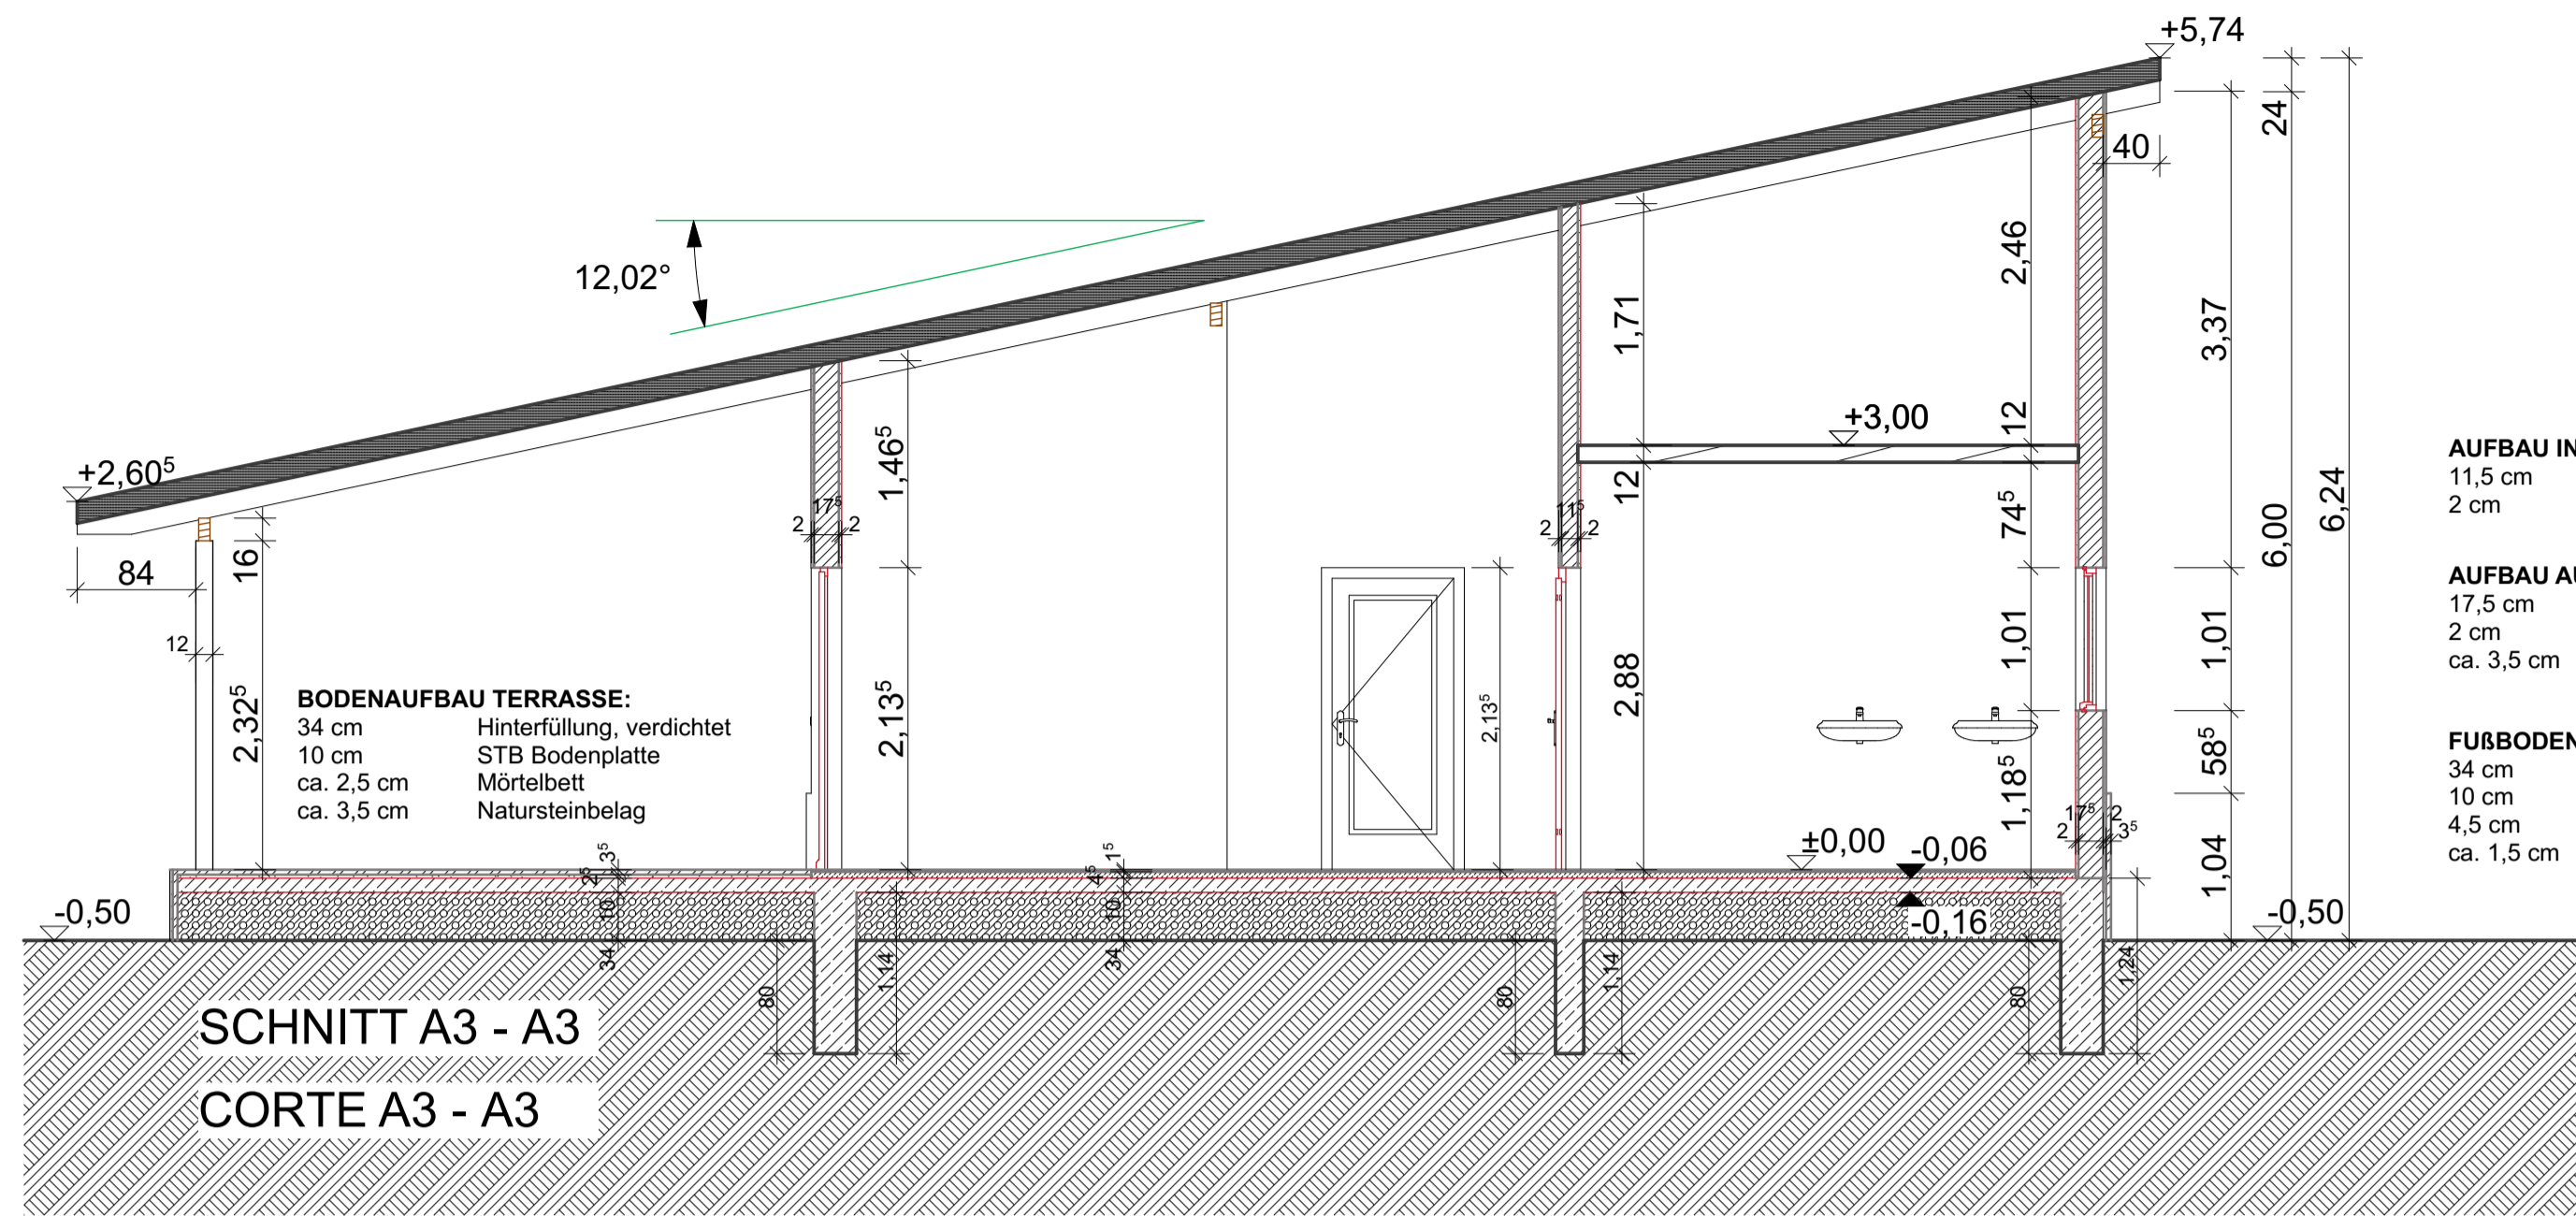 +5,74
24
40
12,02°
2,46
1,71
3,37
+3,00
12
+2,60⁵
1,46⁵
12
74⁵
6,00
6,24
17⁵
2 2
11⁵
2 2
16
84
12
2,32⁵
2,13⁵
2,13⁵
2,88
1,01
1,01
58⁵
1,18⁵
1,04
BODENAUFBAU TERRASSE:
34 cm Hinterfüllung, verdichtet
10 cm STB Bodenplatte
ca. 2,5 cm Mörtelbett
ca. 3,5 cm Natursteinbelag
AUFBAU IN
11,5 cm
2 cm
AUFBAU AU
17,5 cm
2 cm
ca. 3,5 cm
FUßBODEN
34 cm
10 cm
4,5 cm
ca. 1,5 cm
17⁵ 2
2 3⁵
±0,00
-0,06
-0,16
3⁵
2⁵
10
34
1⁵
4⁵
10
34
-0,50
-0,50
80
1,14
80
1,14
80
1,24
SCHNITT A3 - A3
CORTE A3 - A3